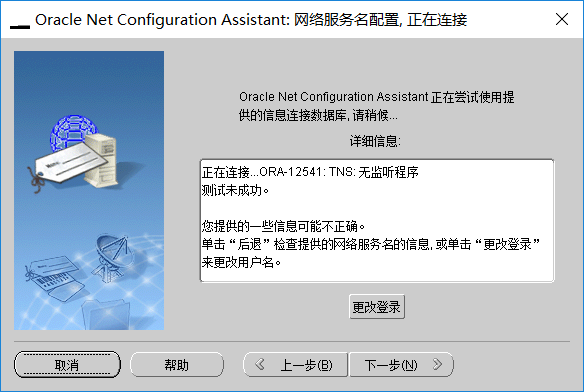 Oracle Net Configuration Assistant: 网络服务名配置, 正在连接
Oracle Net Configuration Assistant 正在尝试使用提
供的信息连接数据库, 请稍候...
详细信息:
正在连接...ORA-12541: TNS: 无监听程序
测试未成功。
您提供的一些信息可能不正确。
单击“后退”检查提供的网络服务名的信息, 或单击“更改登录”
来更改用户名。
更改登录
取消
帮助
上一步(B)
下一步(N)